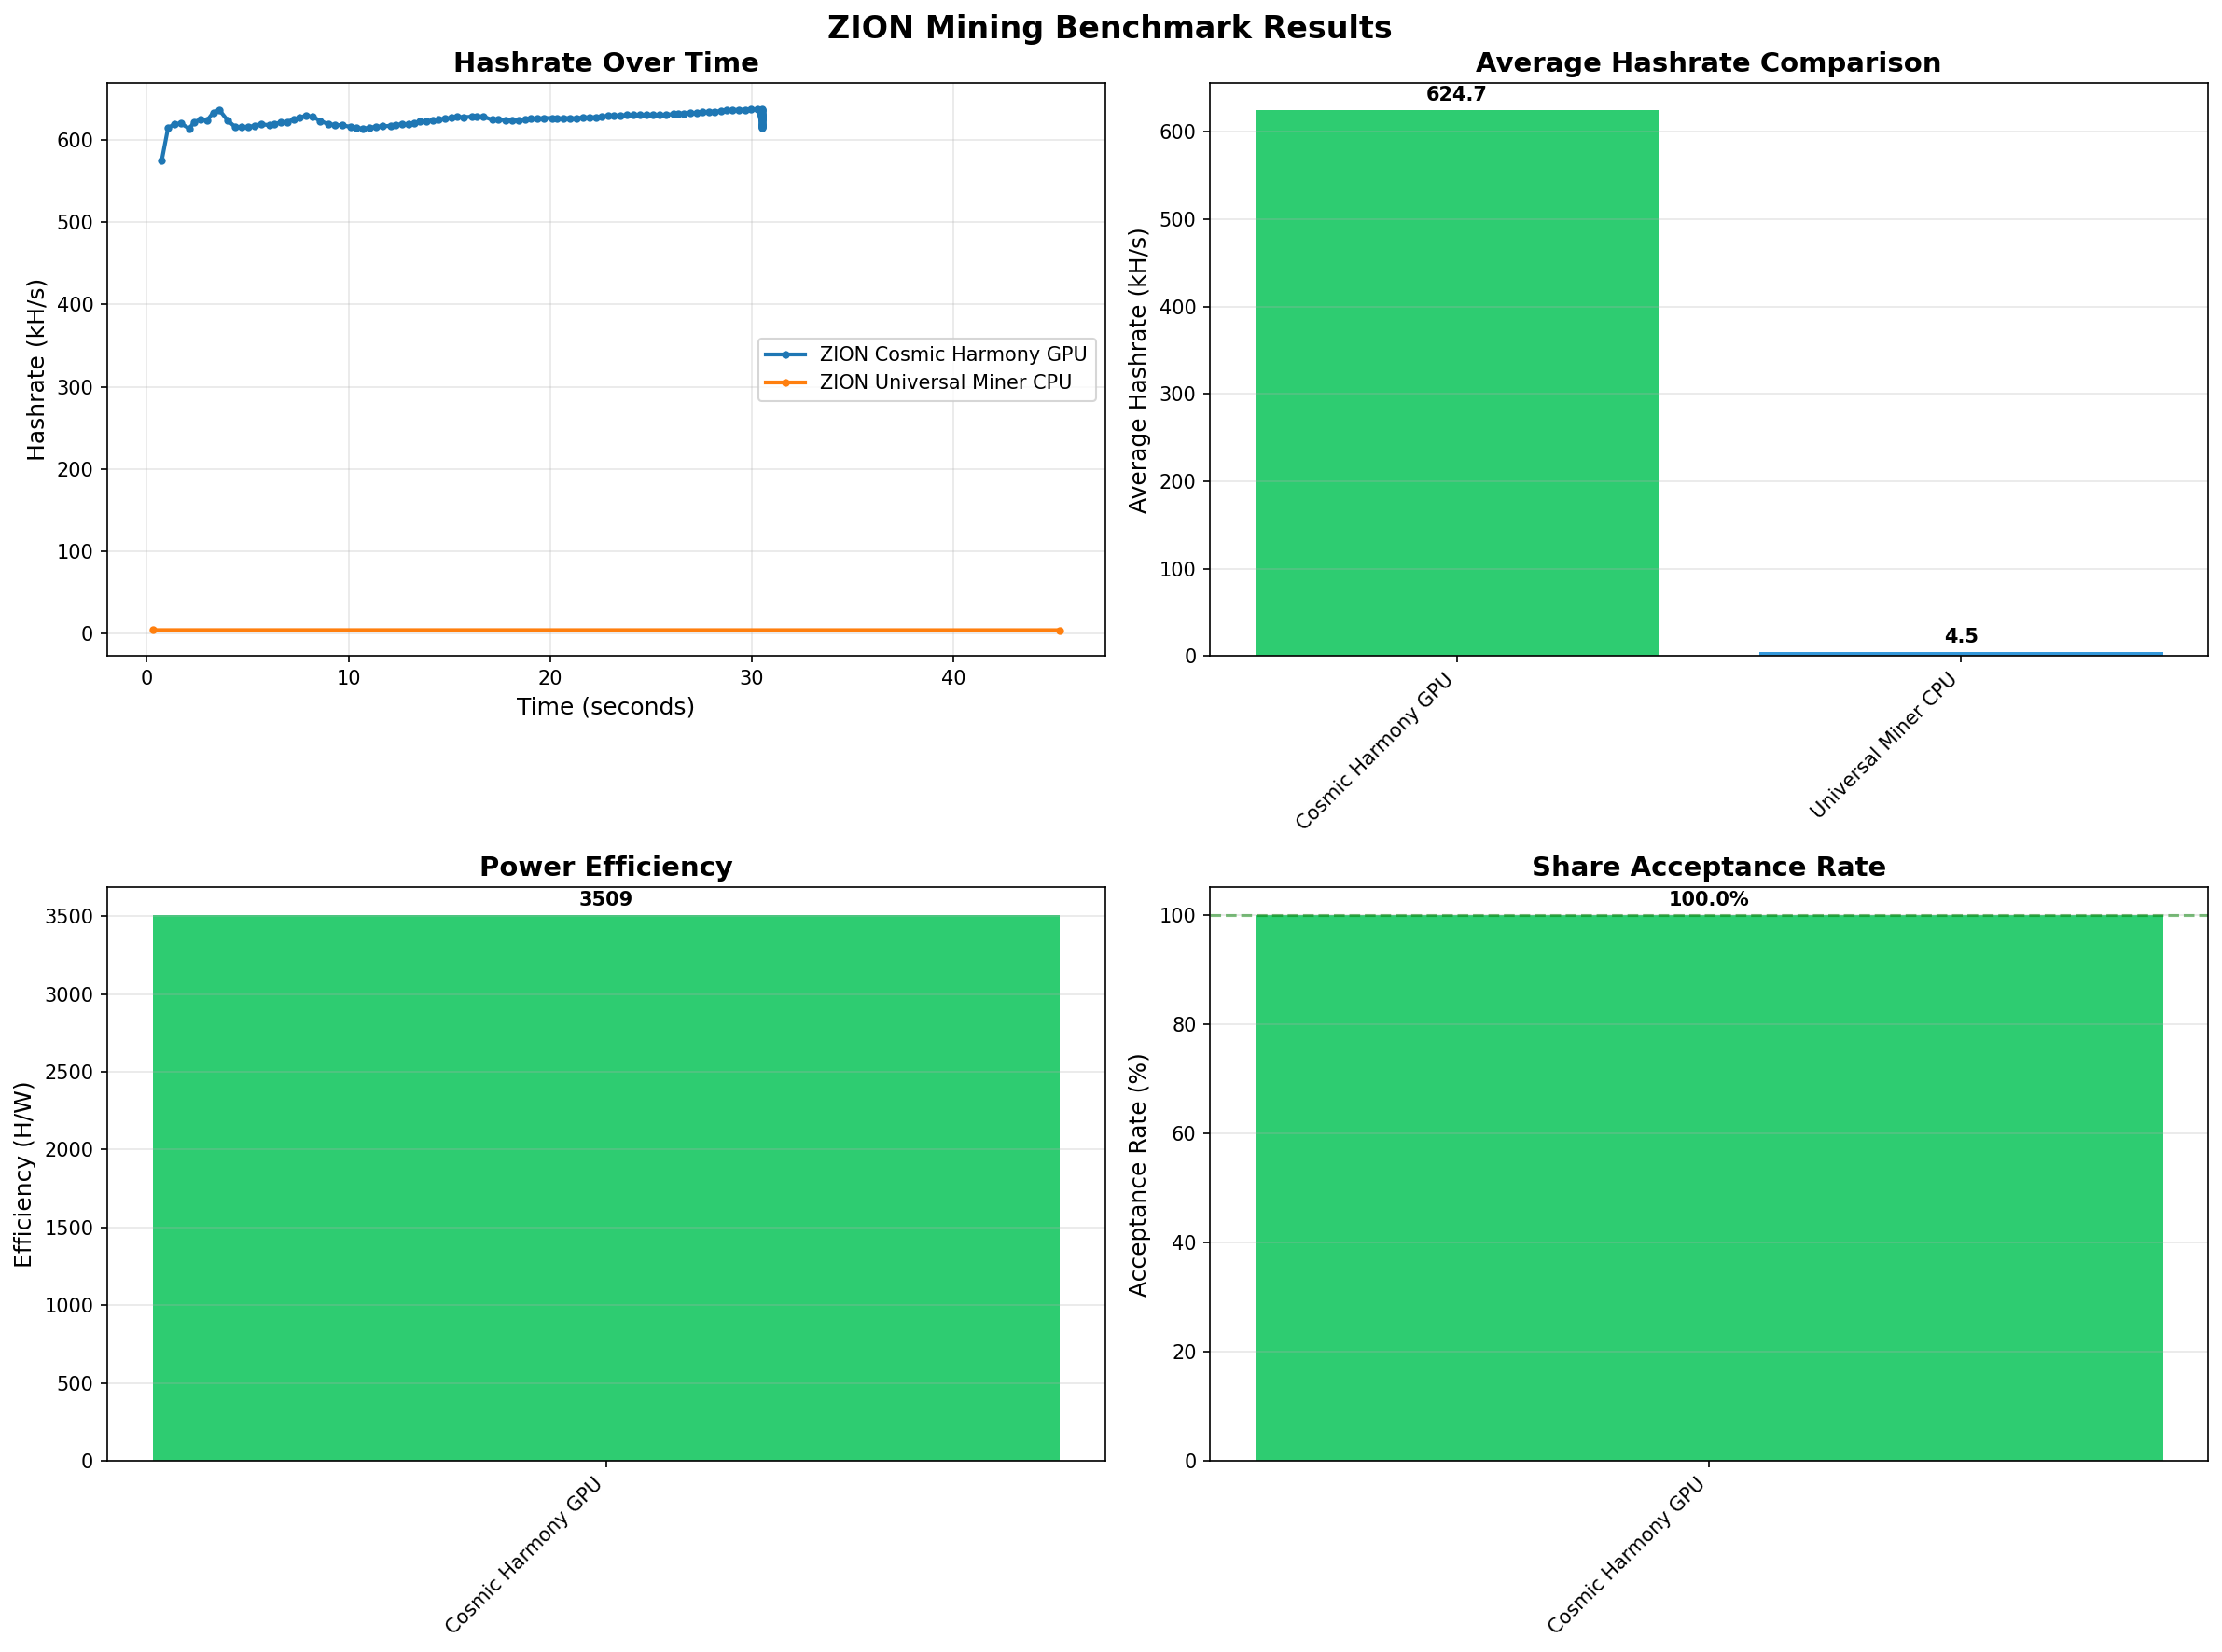 ZION Mining Benchmark Results
Hashrate Over Time
Hashrate (kH/s)
600
500
400
300
200
100
0
ZION Cosmic Harmony GPU
ZION Universal Miner CPU
0 10 20 30 40
Time (seconds)
Average Hashrate Comparison
Average Hashrate (kH/s)
600
500
400
300
200
100
0
624.7
4.5
Cosmic Harmony GPU
Universal Miner CPU
Power Efficiency
Efficiency (H/W)
3500
3000
2500
2000
1500
1000
500
0
3509
Cosmic Harmony GPU
Share Acceptance Rate
Acceptance Rate (%)
100
80
60
40
20
0
100.0%
Cosmic Harmony GPU